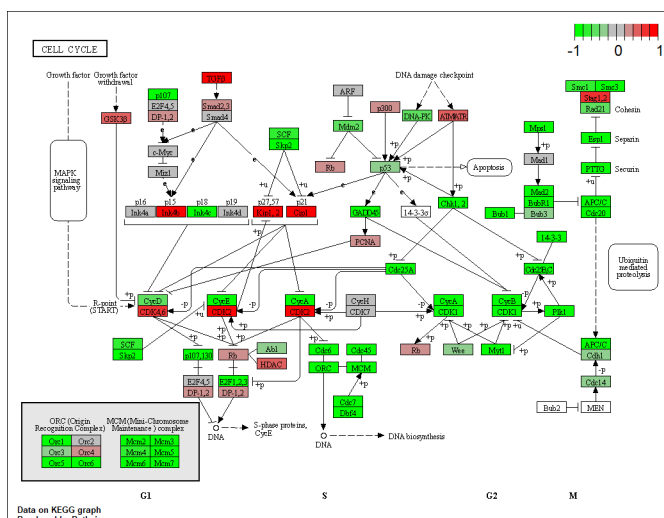 CELL CYCLE
-1 0 1
Growth factor
Growth factor
withdrawal
p107
E2F4,5
DP-1,2
TGFβ
GSK3β
Smad2,3
Smad4
c-Myc
Miz1
MAPK
signaling
pathway
ARF
p300
DNA damage checkpoint
DNA-PK
ATM/ATR
Mdm2
SCF
Skp2
Rb
p53
Apoptosis
Mps1
Mad1
Smc1 Smc3
Stag1,2
Rad21
Cohesin
Esp1
Separin
PTTG
Securin
p16 p15 p18 p19 p27,57 p21
Ink4a Ink4b Ink4c Ink4d Kip1,2 Cip1
GADD45
14-3-3σ
Chk1,2
Bub1
Mad2
BubR1
Bub3
APC/C
Cdc20
PCNA
14-3-3
Cdc25A
Cdc25B,C
Ubiquitin
mediated
proteolysis
R-point
(START)
CycD
CDK4,6
CycE
CDK2
CycA
CDK2
CycH
CDK7
CycA
CDK1
CycB
CDK1
Plk1
SCF
Skp2
p107,130
Rb
Abl
HDAC
Cdc6
Cdc45
ORC
MCM
Rb
Wee
Myt1
APC/C
Cdh1
Cdc14
E2F4,5
DP-1,2
E2F1,2,3
DP-1,2
Cdc7
Dbf4
Bub2
MEN
DNA
S-phase proteins,
CycE
DNA
DNA biosynthesis
ORC (Origin
Recognition Complex)
MCM (Mini-Chromosome
Maintenance) complex
Orc1 Orc2
Orc3 Orc4
Orc5 Orc6
Mcm2 Mcm3
Mcm4 Mcm5
Mcm6 Mcm7
G1 S G2 M
Data on KEGG graph